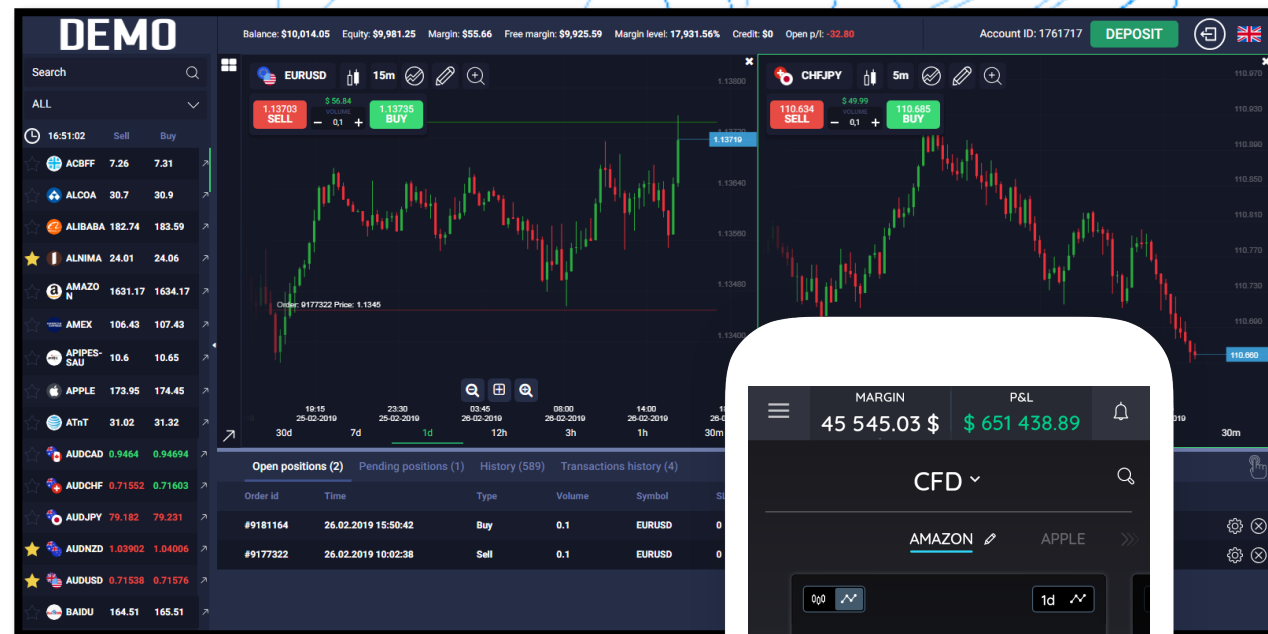 DEMO
Balance: $10,014.05 Equity: $9,981.25 Margin: $55.66 Free margin: $9,925.59 Margin level: 17,931.56% Credit: $0 Open p/l: -32.80
Account ID: 1761717 DEPOSIT
Search
ALL
16:51:02 Sell Buy
ACBFF 7.26 7.31
ALCOA 30.7 30.9
ALIBABA 182.74 183.59
ALNIMA 24.01 24.06
AMAZO
N 1631.17 1634.17
AMEX 106.43 107.43
APIPES-
SAU 10.6 10.65
APPLE 173.95 174.45
ATnT 31.02 31.32
AUDCAD 0.9464 0.94694
AUDCHF 0.71552 0.71603
AUDJPY 79.182 79.231
AUDNZD 1.03902 1.04006
AUDUSD 0.71538 0.71576
BAIDU 164.51 165.51
EURUSD 15m
1.13703 SELL
$ 56.84
VOLUME
0,1
1.13735 BUY
1.13800
1.13719
1.13640
1.13560
1.13480
1.13400
Order: 9177322 Price: 1.1345
19:15 23:30 03:45 08:00 14:00
25-02-2019 25-02-2019 26-02-2019 26-02-2019 26-02-2019
30d 7d 1d 12h 3h 1h 30m
CHFJPY 5m
110.634 SELL
$ 49.99
VOLUME
0,1
110.685 BUY
110.970
110.930
110.890
110.850
110.810
110.770
110.730
110.690
110.660
30m
Open positions (2) Pending positions (1) History (589) Transactions history (4)
Order id Time Type Volume Symbol
#9181164 26.02.2019 15:50:42 Buy 0.1 EURUSD 0
#9177322 26.02.2019 10:02:38 Sell 0.1 EURUSD 0
MARGIN P&L
45 545.03 $ $ 651 438.89
CFD
AMAZON APPLE
1d